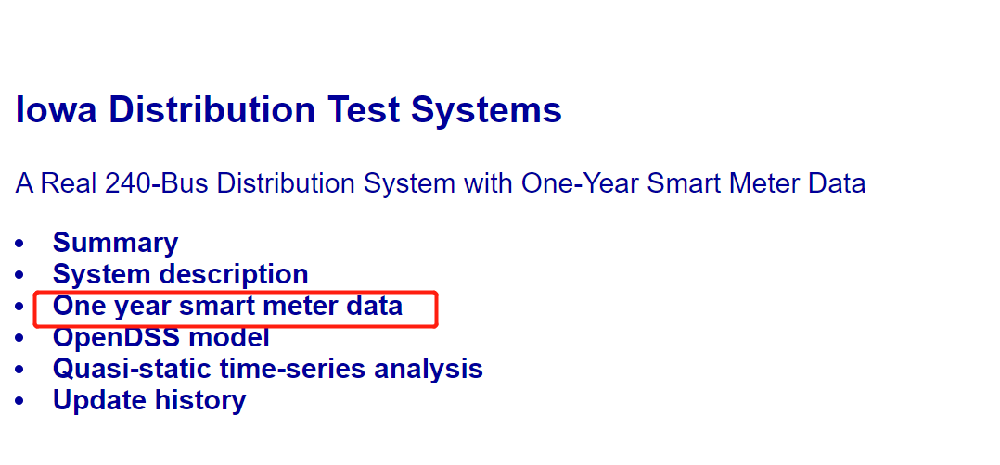 Iowa Distribution Test Systems
A Real 240-Bus Distribution System with One-Year Smart Meter Data
• Summary
• System description
• One year smart meter data
• OpenDSS model
• Quasi-static time-series analysis
• Update history